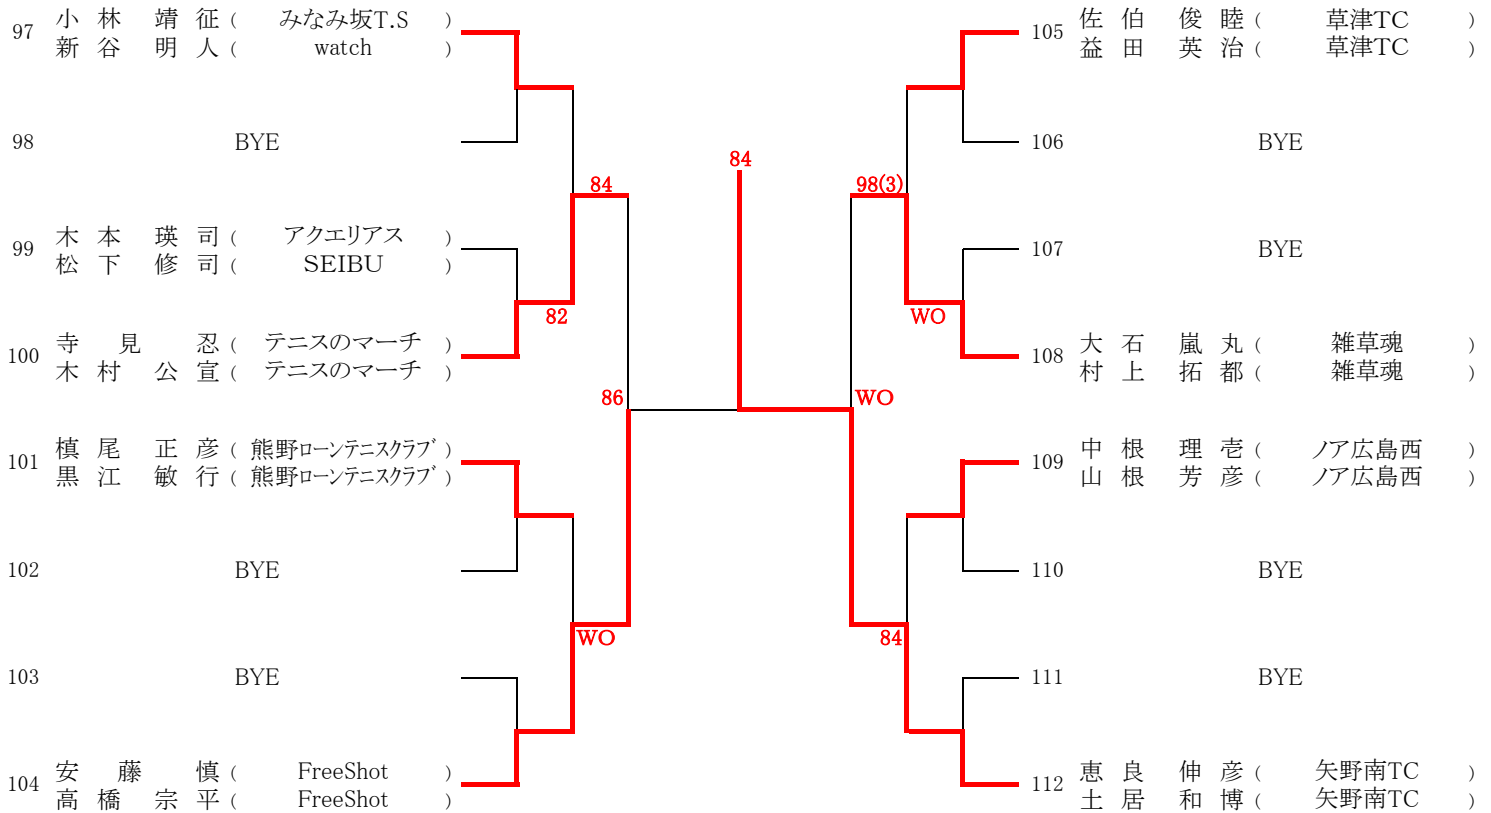 97 小林 靖征 ( みなみ坂T.S )
新谷 明人 ( watch )
98 BYE
84
99 木本 瑛司 ( アクエリアス )
松下 修司 ( SEIBU )
82
100 寺見 忍 ( テニスのマーチ )
木村 公宣 ( テニスのマーチ )
86
101 槙尾 正彦 ( 熊野ローンテニスクラブ )
黒江 敏行 ( 熊野ローンテニスクラブ )
102 BYE
WO
103 BYE
104 安藤 慎 ( FreeShot )
高橋 宗平 ( FreeShot )
84
105 佐伯 俊睦 ( 草津TC )
益田 英治 ( 草津TC )
106 BYE
98(3)
107 BYE
WO
108 大石 嵐丸 ( 雑草魂 )
村上 拓都 ( 雑草魂 )
WO
109 中根 理壱 ( ノア広島西 )
山根 芳彦 ( ノア広島西 )
110 BYE
84
111 BYE
112 恵良 伸彦 ( 矢野南TC )
土居 和博 ( 矢野南TC )